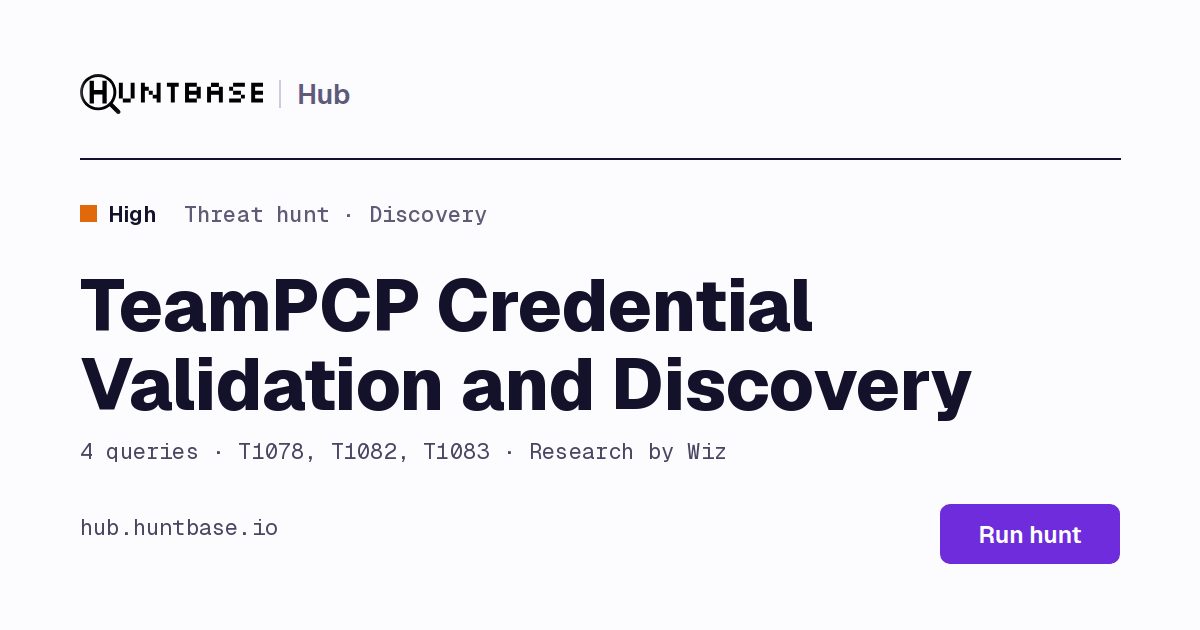 HUNTBASE Hub
High Threat hunt · Discovery
TeamPCP Credential
Validation and Discovery
4 queries · T1078, T1082, T1083 · Research by Wiz
hub.huntbase.io
Run hunt